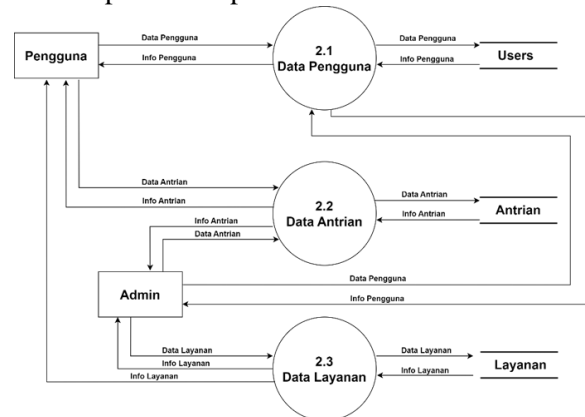 Data Pengguna
Data Pengguna
Pengguna
2.1
Data Pengguna
Users
Info Pengguna
Info Pengguna
Data Antrian
Data Antrian
Info Antrian
2.2
Data Antrian
Antrian
Info Antrian
Info Antrian
Data Antrian
Data Pengguna
Admin
Info Pengguna
Data Layanan
Data Layanan
Info Layanan
2.3
Data Layanan
Layanan
Info Layanan
Info Layanan